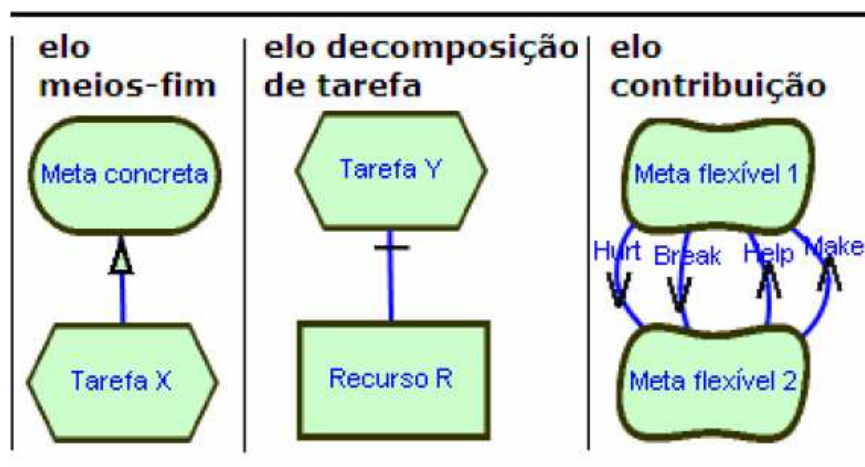 elo
meios-fim
Meta concreta
Tarefa X
elo decomposição
de tarefa
Tarefa Y
Recurso R
elo
contribuição
Meta flexível 1
Hurt Break Help Make
Meta flexível 2